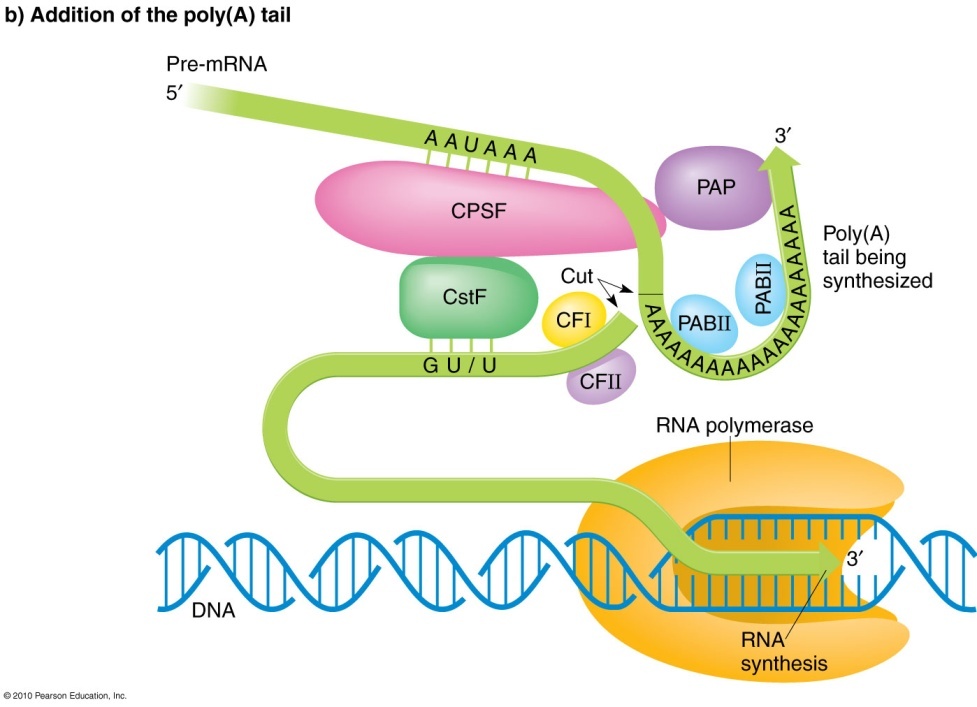 b) Addition of the poly(A) tail
Pre-mRNA
5′
AAUAAA
3′
PAP
CPSF
Poly(A)
tail being
synthesized
Cut
CstF
CFI
PABII
PABII
GU/U
CFII
RNA polymerase
3′
DNA
RNA
synthesis
© 2010 Pearson Education, Inc.